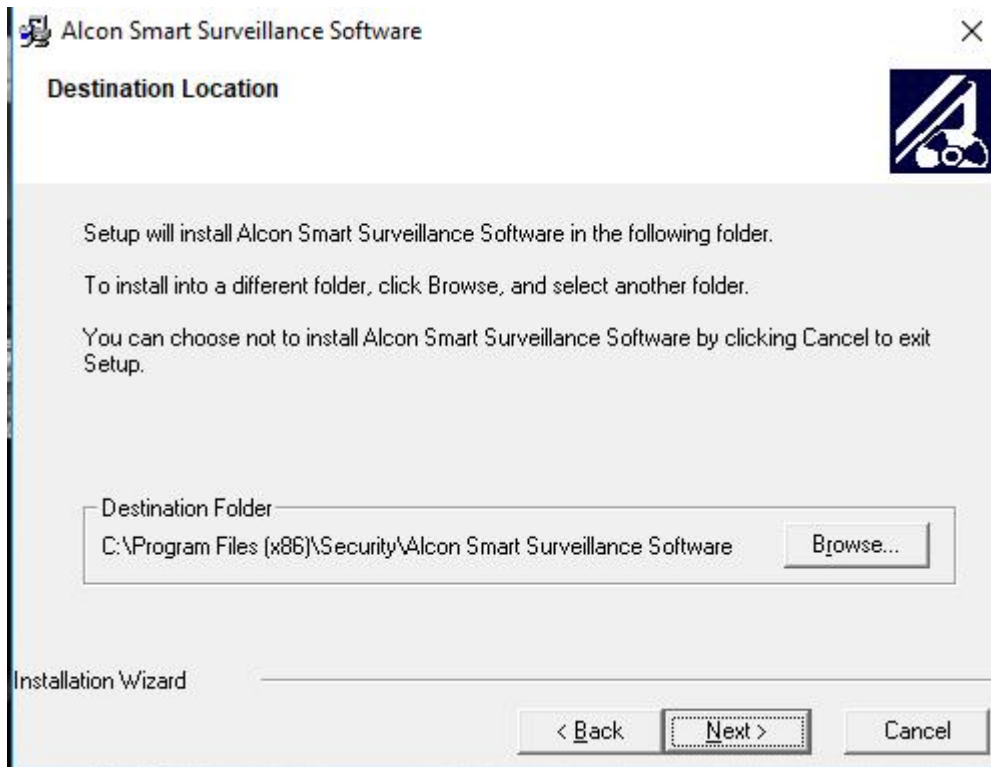 Alcon Smart Surveillance Software
Destination Location
Setup will install Alcon Smart Surveillance Software in the following folder.
To install into a different folder, click Browse, and select another folder.
You can choose not to install Alcon Smart Surveillance Software by clicking Cancel to exit
Setup.
Destination Folder
C:\Program Files (x86)\Security\Alcon Smart Surveillance Software
Browse...
Installation Wizard
< Back
Next >
Cancel